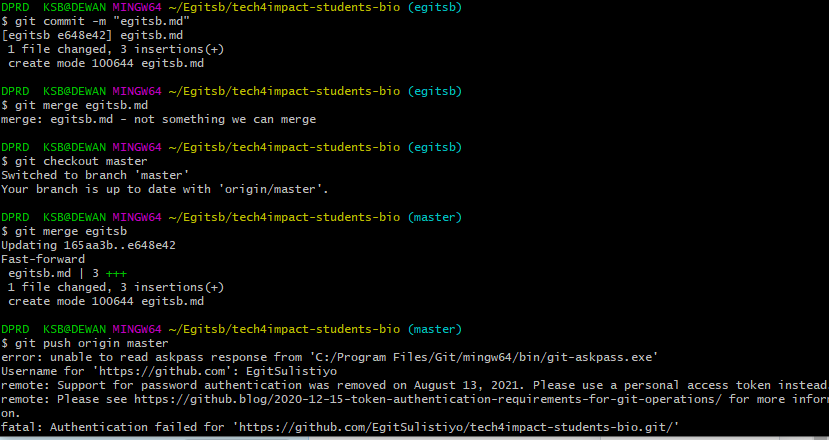 DPRD  KSB@DEWAN MINGW64 ~/Egitsb/tech4impact-students-bio (egitsb)
$ git commit -m "egitsb.md"
[egitsb e648e42] egitsb.md
 1 file changed, 3 insertions(+)
 create mode 100644 egitsb.md
DPRD  KSB@DEWAN MINGW64 ~/Egitsb/tech4impact-students-bio (egitsb)
$ git merge egitsb.md
merge: egitsb.md - not something we can merge
DPRD  KSB@DEWAN MINGW64 ~/Egitsb/tech4impact-students-bio (egitsb)
$ git checkout master
Switched to branch 'master'
Your branch is up to date with 'origin/master'.
DPRD  KSB@DEWAN MINGW64 ~/Egitsb/tech4impact-students-bio (master)
$ git merge egitsb
Updating 165aa3b..e648e42
Fast-forward
 egitsb.md | 3 +++
 1 file changed, 3 insertions(+)
 create mode 100644 egitsb.md
DPRD  KSB@DEWAN MINGW64 ~/Egitsb/tech4impact-students-bio (master)
$ git push origin master
error: unable to read askpass response from 'C:/Program Files/Git/mingw64/bin/git-askpass.exe'
Username for 'https://github.com': EgitSulistiyo
remote: Support for password authentication was removed on August 13, 2021. Please use a personal access token instead.
remote: Please see https://github.blog/2020-12-15-token-authentication-requirements-for-git-operations/ for more inform
on.
fatal: Authentication failed for 'https://github.com/EgitSulistiyo/tech4impact-students-bio.git/'